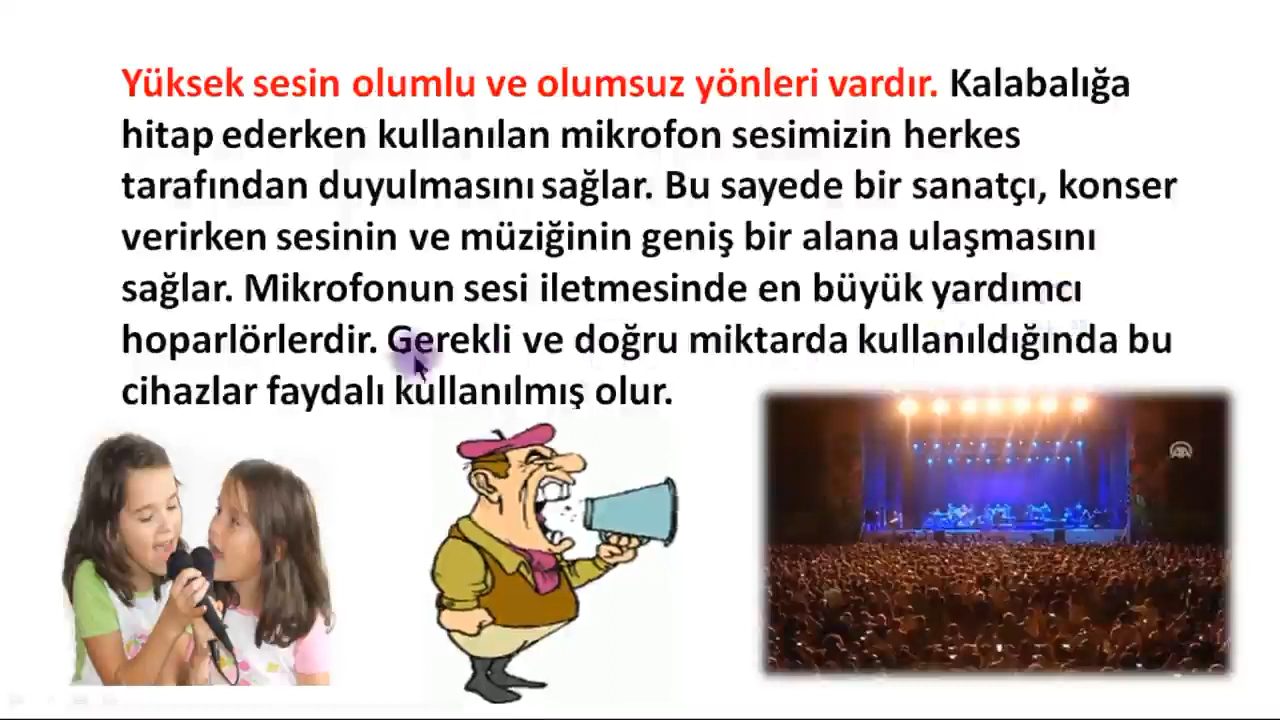 Yüksek sesin olumlu ve olumsuz yönleri vardır. Kalabalığa
hitap ederken kullanılan mikrofon sesimizin herkes
tarafından duyulmasını sağlar. Bu sayede bir sanatçı, konser
verirken sesinin ve müziğinin geniş bir alana ulaşmasını
sağlar. Mikrofonun sesi iletmesinde en büyük yardımcı
hoparlörlerdir. Gerekli ve doğru miktarda kullanıldığında bu
cihazlar faydalı kullanılmış olur.
AA